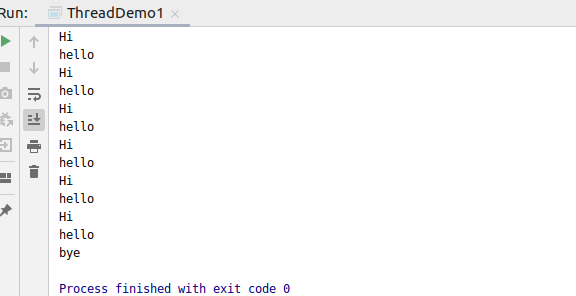 Run: ThreadDemo1
Hi
hello
Hi
hello
Hi
hello
Hi
hello
Hi
hello
Hi
hello
bye
Process finished with exit code 0